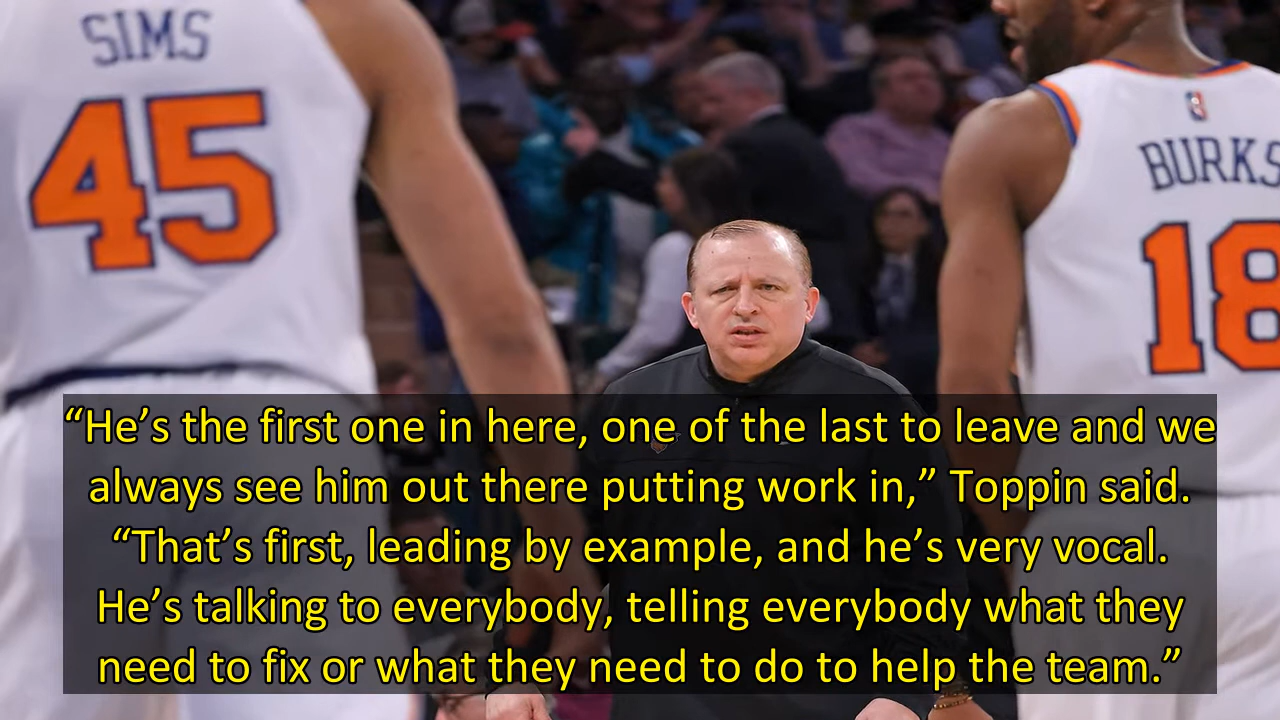 SIMS
45
BURKS
18
“He’s the first one in here, one of the last to leave and we
always see him out there putting work in,” Toppin said.
“That’s first, leading by example, and he’s very vocal.
He’s talking to everybody, telling everybody what they
need to fix or what they need to do to help the team.”